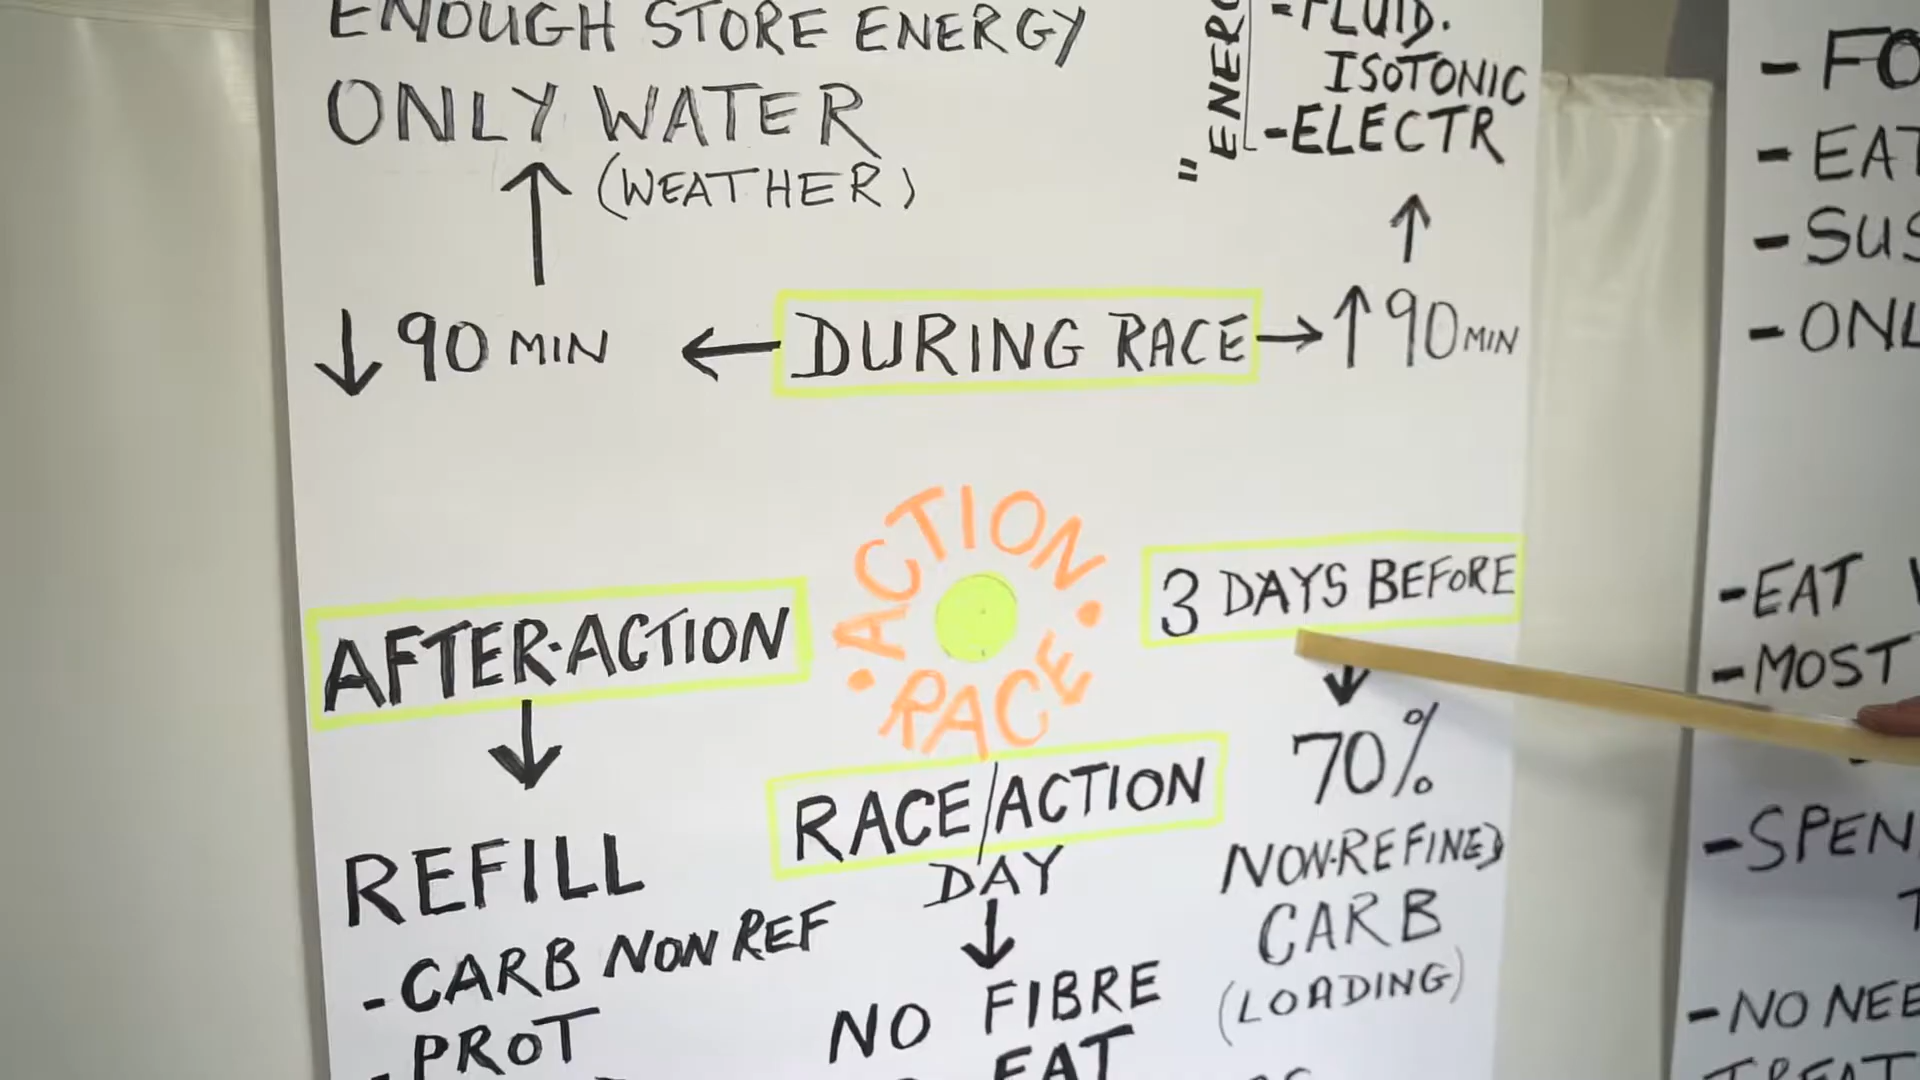 ENOUGH STORE ENERGY
ONLY WATER
(WEATHER)
-FLUID.
ISOTONIC
-ELECTR
↓ 90 MIN ← DURING RACE → ↑ 90 MIN
ACTION
RACE
3 DAYS BEFORE
70%
NON-REFINED
CARB
(LOADING)
AFTER-ACTION
REFILL
-CARB NON REF
-PROT
RACE/ACTION
DAY
NO FIBRE
EAT
-EAT
-MOST
-NO NEE